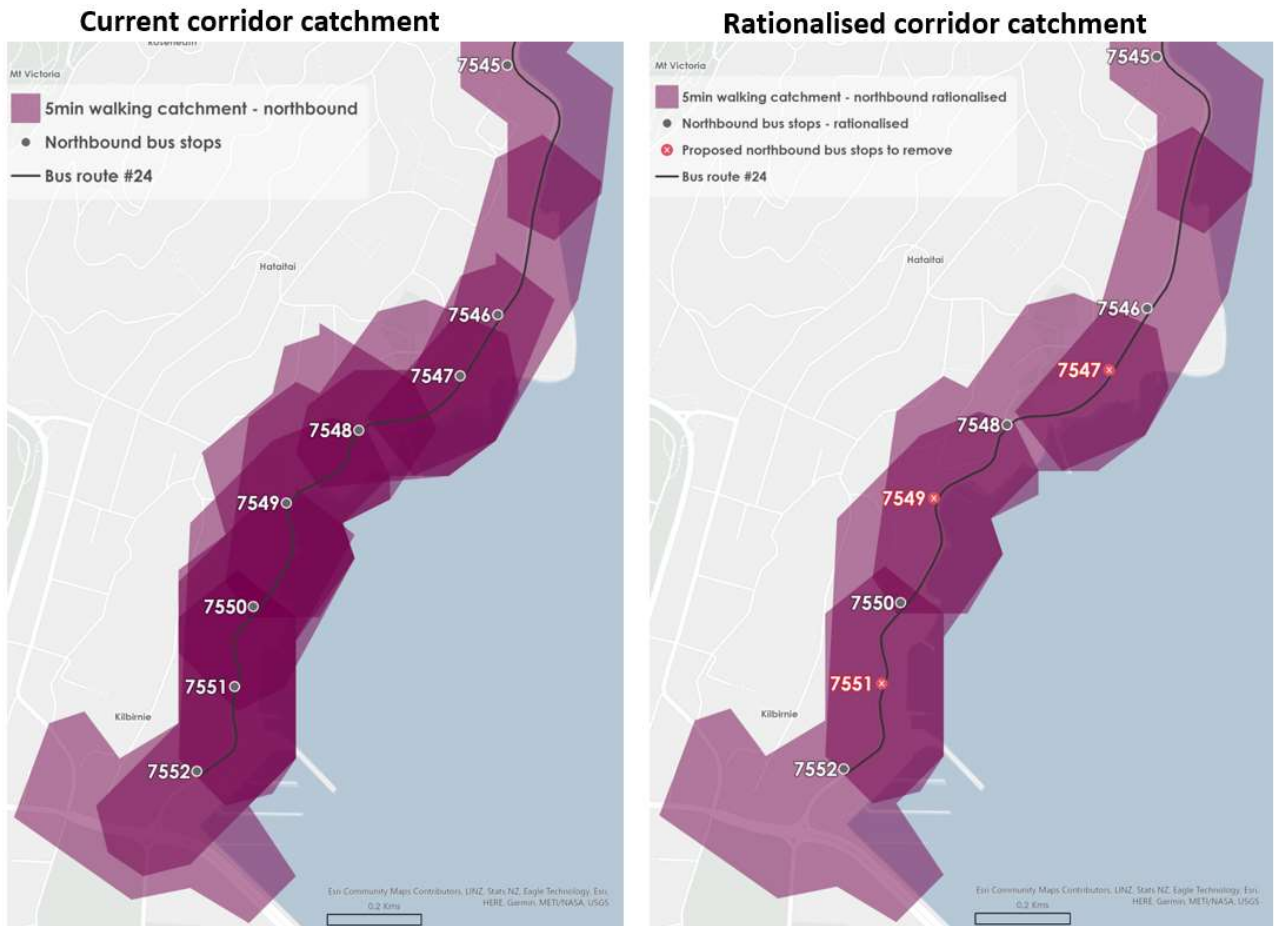 Current corridor catchment
Roseneath
Mt Victoria
5min walking catchment - northbound
Northbound bus stops
Bus route #24
7545
Hataitai
7546
7547
7548
7549
7550
7551
Kilbirnie
7552
Esri Community Maps Contributors, LINZ, Stats NZ, Eagle Technology, Esri,
HERE, Garmin, METI/NASA, USGS
0.2 Kms
Rationalised corridor catchment
7545
Mt Victoria
5min walking catchment - northbound rationalised
Northbound bus stops - rationalised
Proposed northbound bus stops to remove
Bus route #24
Hataitai
7546
7547
7548
7549
7550
7551
Kilbirnie
7552
Esri Community Maps Contributors, LINZ, Stats NZ, Eagle Technology, Esri,
HERE, Garmin, METI/NASA, USGS
0.2 Kms